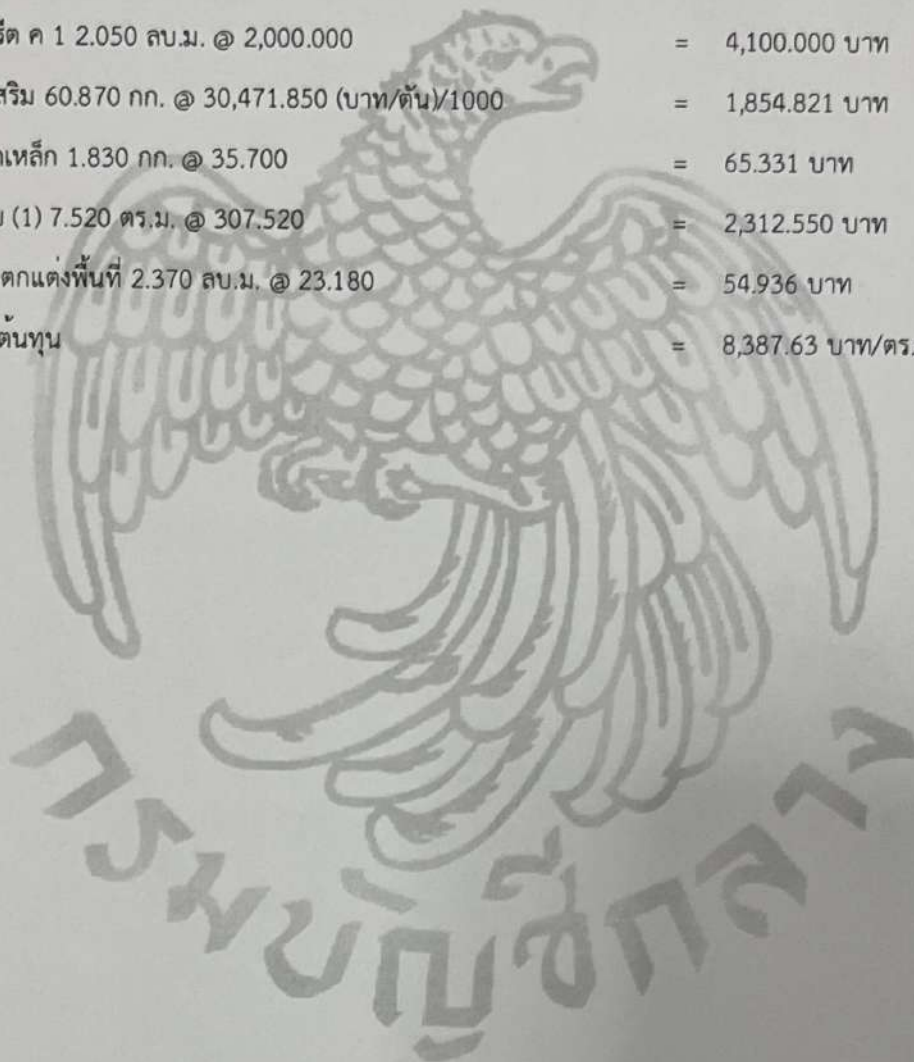 รีต ค 1 2.050 ลบ.ม. @ 2,000.000 = 4,100.000 บาท
สริม 60.870 กก. @ 30,471.850 (บาท/ตัน)/1000 = 1,854.821 บาท
เหล็ก 1.830 กก. @ 35.700 = 65.331 บาท
(1) 7.520 ตร.ม. @ 307.520 = 2,312.550 บาท
ตกแต่งพื้นที่ 2.370 ลบ.ม. @ 23.180 = 54.936 บาท
ต้นทุน = 8,387.63 บาท/ตร.
กรมบัญชีกลาง